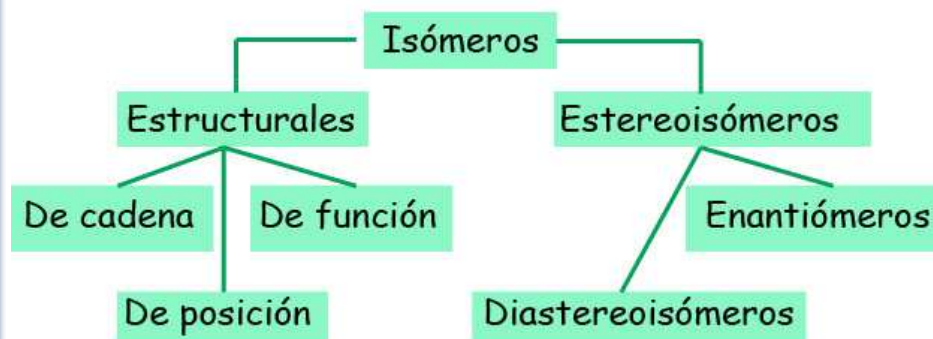 Isómeros
Estructurales
Estereoisómeros
De cadena
De función
Enantiómeros
De posición
Diastereoisómeros